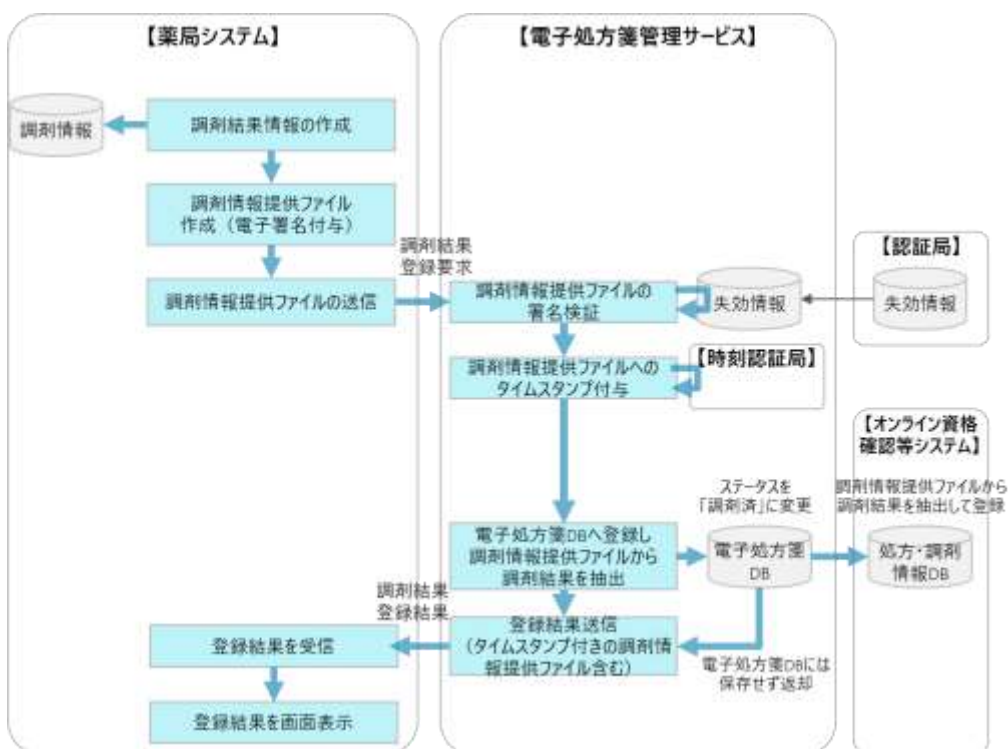 【薬局システム】
【電子処方箋管理サービス】
調剤情報
調剤結果情報の作成
調剤情報提供ファイル
作成（電子署名付与）
調剤結果
登録要求
調剤情報提供ファイルの送信
調剤情報提供ファイルの
署名検証
失効情報
【認証局】
失効情報
調剤情報提供ファイルへの
タイムスタンプ付与
【時刻認証局】
【オンライン資格
確認等システム】
ステータスを
「調剤済」に変更
調剤情報提供ファイルから
調剤結果を抽出して登録
電子処方箋DBへ登録し
調剤情報提供ファイルから
調剤結果を抽出
電子処方箋
DB
処方・調剤
情報DB
調剤結果
登録結果
登録結果を受信
登録結果送信
（タイムスタンプ付きの調剤情
報提供ファイル含む）
電子処方箋DBには
保存せず返却
登録結果を画面表示